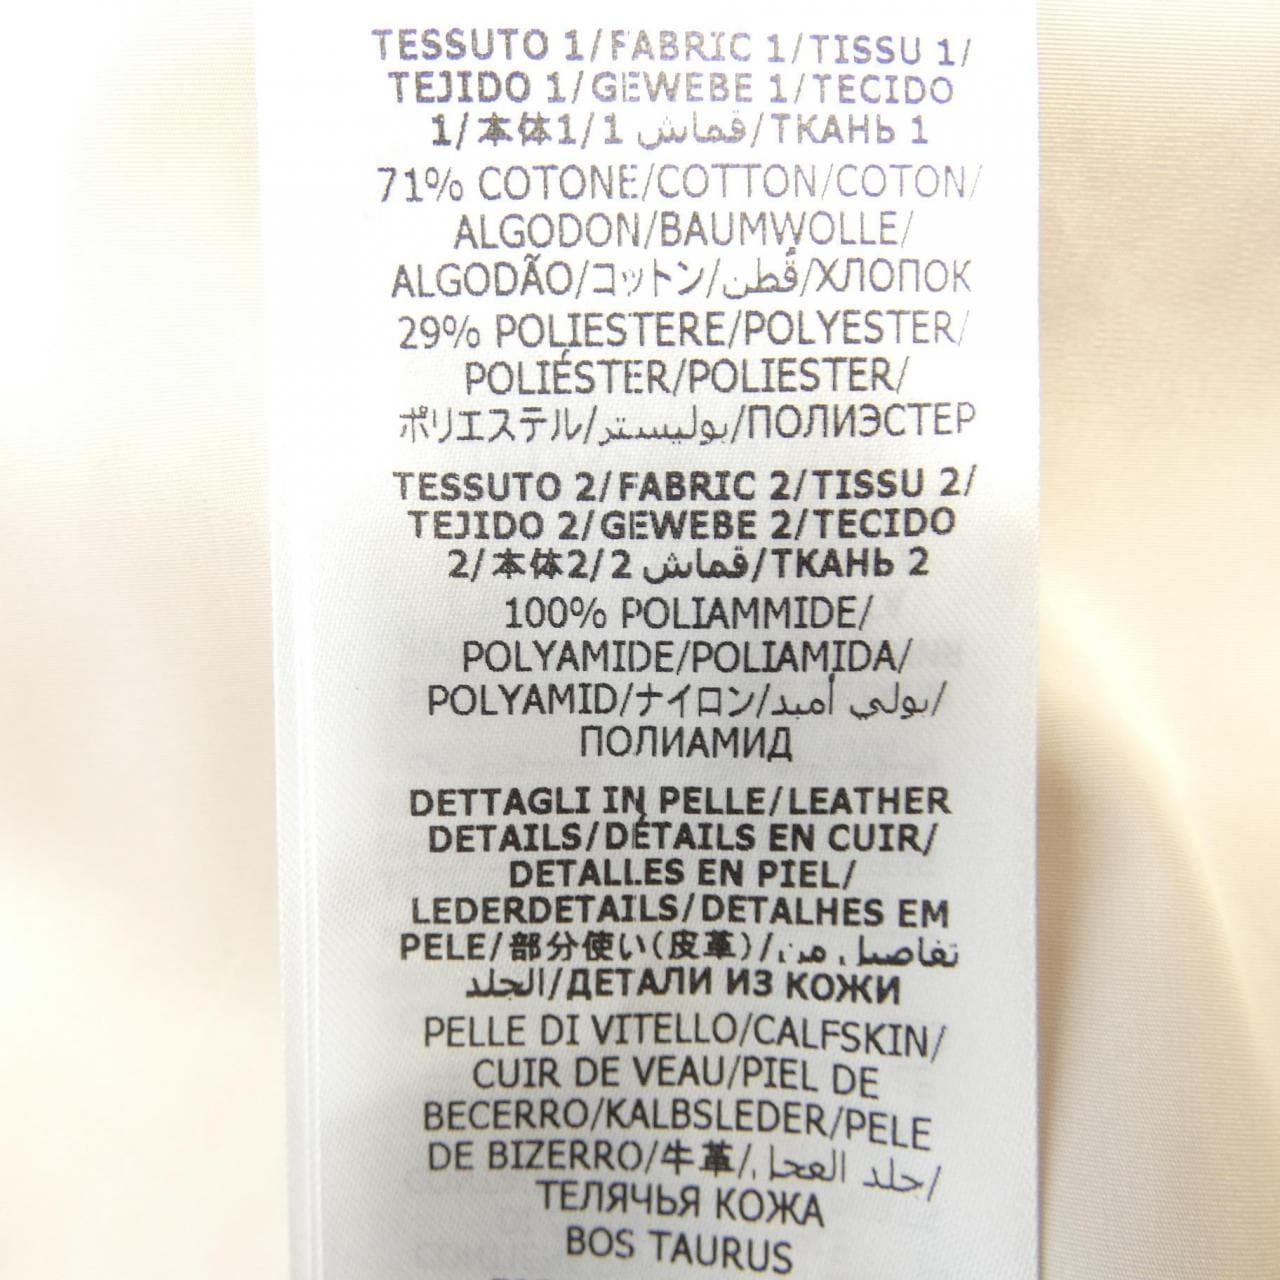 TESSUTO 1/FABRIC 1/TISSU 1/
TEJIDO 1/GEWEBE 1/TECIDO
1/本体1/1 قماش/ТКАНЬ 1
71% COTONE/COTTON/COTON/
ALGODON/BAUMWOLLE/
ALGODÃO/コットン/قُطن/ХЛОПОК
29% POLIESTERE/POLYESTER/
POLIÉSTER/POLIESTER/
ポリエステル/بوليستر/ПОЛИЭСТЕР
TESSUTO 2/FABRIC 2/TISSU 2/
TEJIDO 2/GEWEBE 2/TECIDO
2/本体2/2 قماش/ТКАНЬ 2
100% POLIAMMIDE/
POLYAMIDE/POLIAMIDA/
POLYAMID/ナイロン/بولي أميد/
ПОЛИАМИД
DETTAGLI IN PELLE/LEATHER
DETAILS/DÉTAILS EN CUIR/
DETALLES EN PIEL/
LEDERDETAILS/DETALHES EM
PELE/部分使い(皮革)/تفاصيل من
الجلد/ДЕТАЛИ ИЗ КОЖИ
PELLE DI VITELLO/CALFSKIN/
CUIR DE VEAU/PIEL DE
BECERRO/KALBSLEDER/PELE
DE BIZERRO/牛革/جلد العجل/
ТЕЛЯЧЬЯ КОЖА
BOS TAURUS